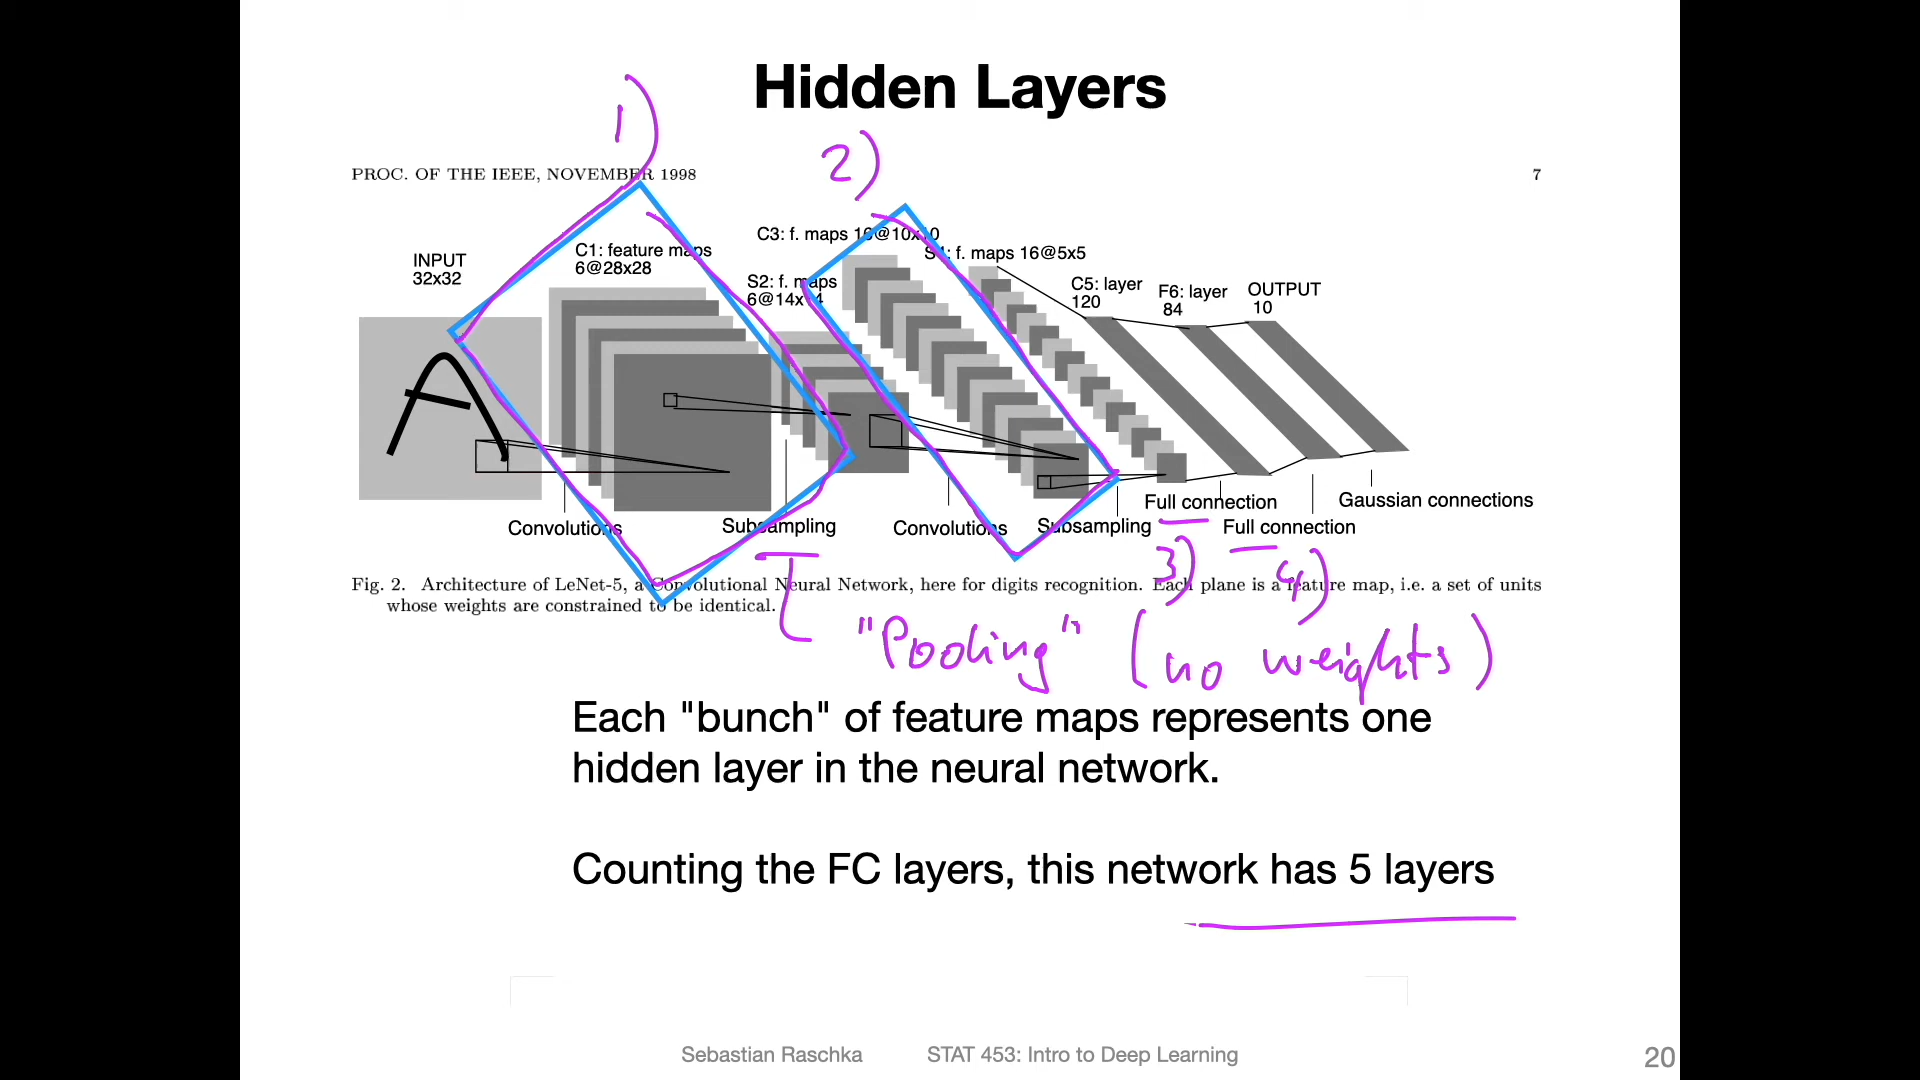 Hidden Layers
1)
2)
PROC. OF THE IEEE, NOVEMBER 1998 7
C3: f. maps 16@10x10
INPUT
32x32
C1: feature maps
6@28x28
S4: f. maps 16@5x5
S2: f. maps
6@14x14
C5: layer
120
F6: layer
84
OUTPUT
10
A
Convolutions
Subsampling
Convolutions
Subsampling
Full connection
Full connection
Gaussian connections
3)
4)
Fig. 2. Architecture of LeNet-5, a Convolutional Neural Network, here for digits recognition. Each plane is a feature map, i.e. a set of units
whose weights are constrained to be identical.
"Pooling" (no weights)
Each "bunch" of feature maps represents one
hidden layer in the neural network.
Counting the FC layers, this network has 5 layers
Sebastian Raschka STAT 453: Intro to Deep Learning 20